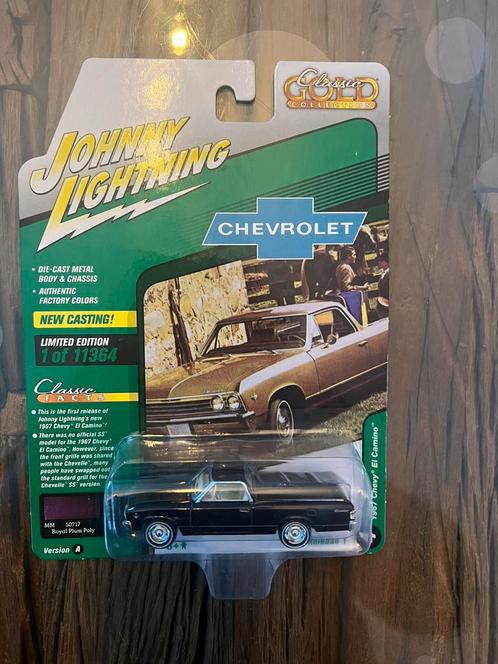 Classic
GOLD
COLLECTION
JOHNNY
LIGHTNING
CHEVROLET
• DIE-CAST METAL
BODY & CHASSIS
• AUTHENTIC
FACTORY COLORS
NEW CASTING!
LIMITED EDITION
1 of 11364
Classic
FACTS
• This is the first release of
Johnny Lightning's new
1967 Chevy El Camino!
• There was no official SS
model for the 1967 Chevy
El Camino. However, since
the front grille was shared
with the Chevelle, many
people have swapped out
the standard grill for the
Chevelle SS version.
MM 50717
Royal Plum Poly
Version A
1967 Chevy El Camino